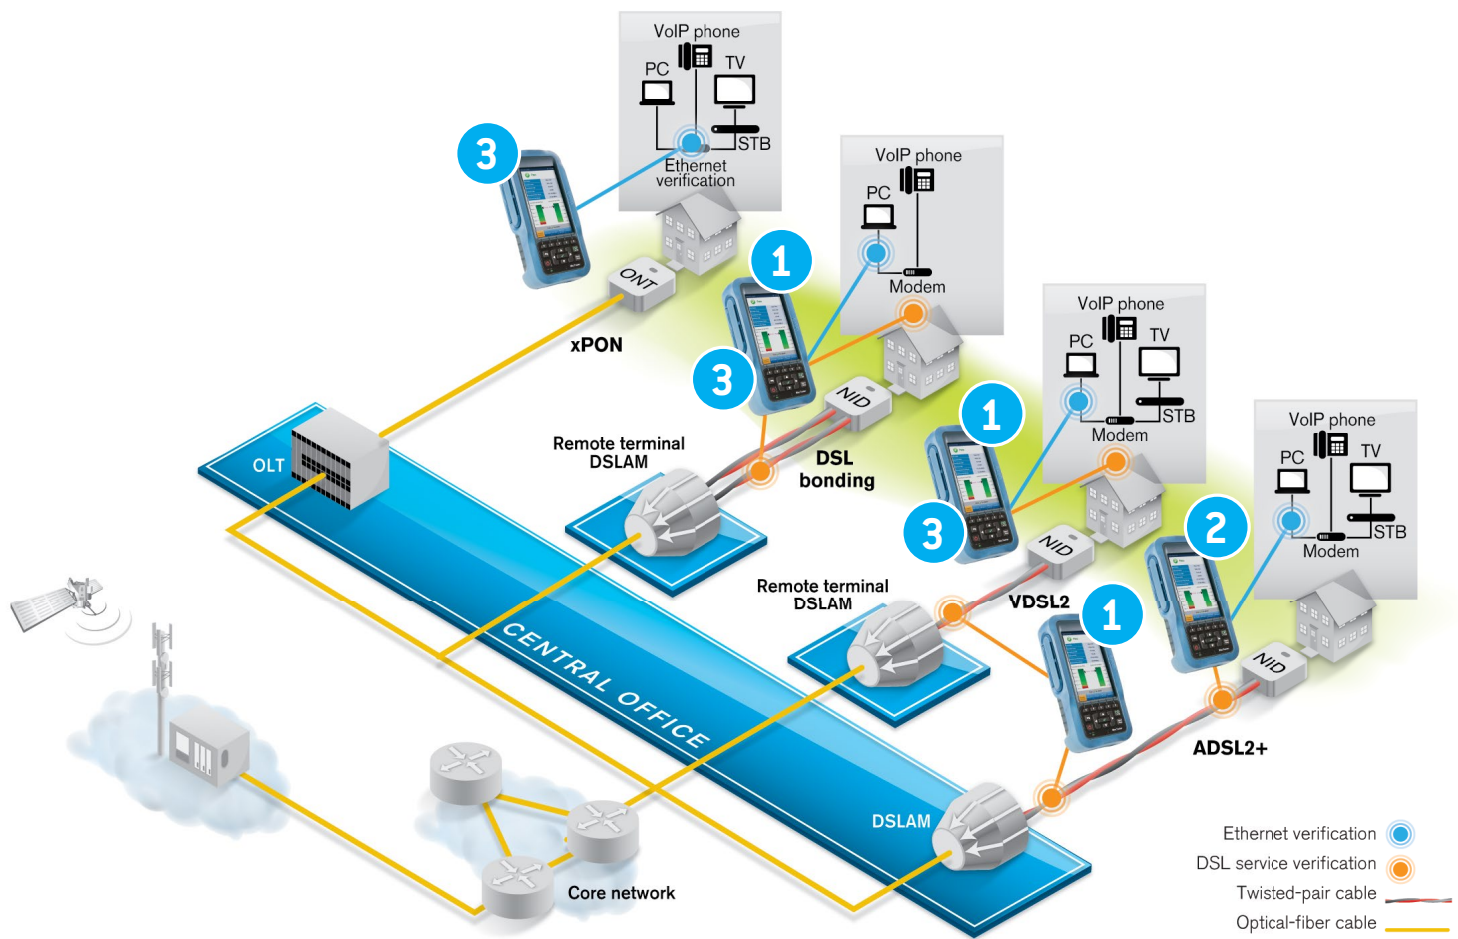 VoIP phone
PC
TV
STB
Ethernet
verification
3
ONT
xPON
VoIP phone
PC
Modem
1
3
NID
DSL
bonding
Remote terminal
DSLAM
OLT
VoIP phone
PC
TV
STB
Modem
1
3
NID
VDSL2
Remote terminal
DSLAM
VoIP phone
PC
TV
STB
Modem
2
1
NID
ADSL2+
CENTRAL OFFICE
DSLAM
Core network
Ethernet verification
DSL service verification
Twisted-pair cable
Optical-fiber cable